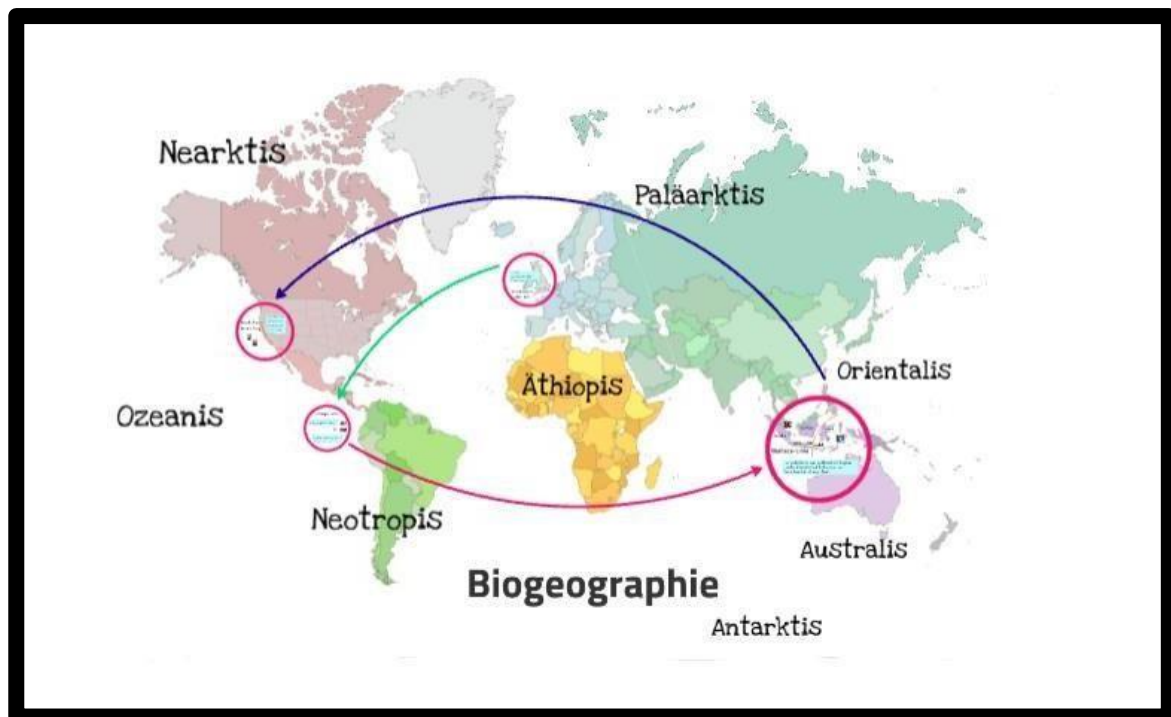 Nearktis
Paläarktis
Orientalis
Äthiopis
Ozeanis
Neotropis
Australis
Biogeographie
Antarktis